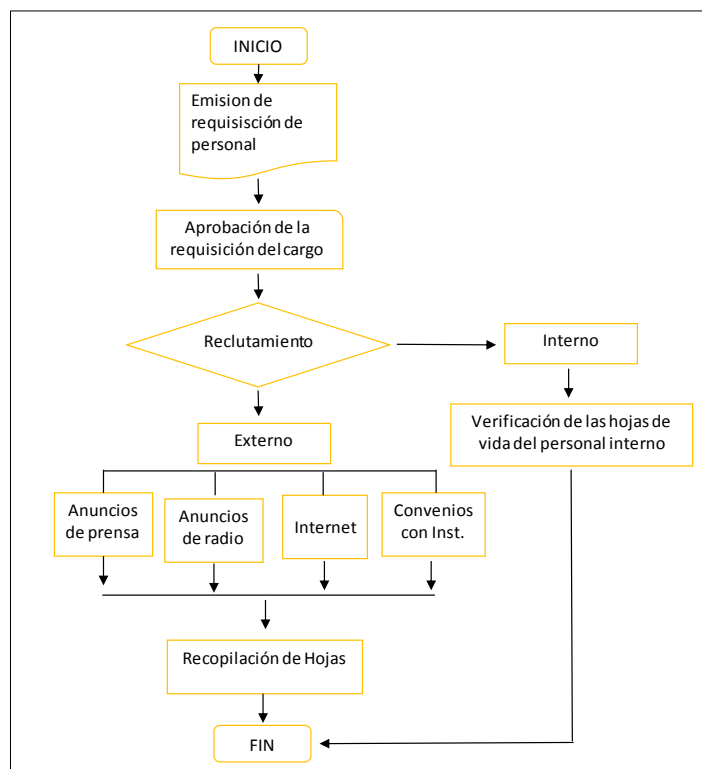 INICIO
Emision de
requisisción de
personal
Aprobación de la
requisición del cargo
Reclutamiento
Interno
Externo
Verificación de las hojas de
vida del personal interno
Anuncios
de prensa
Anuncios
de radio
Internet
Convenios
con Inst.
Recopilación de Hojas
FIN